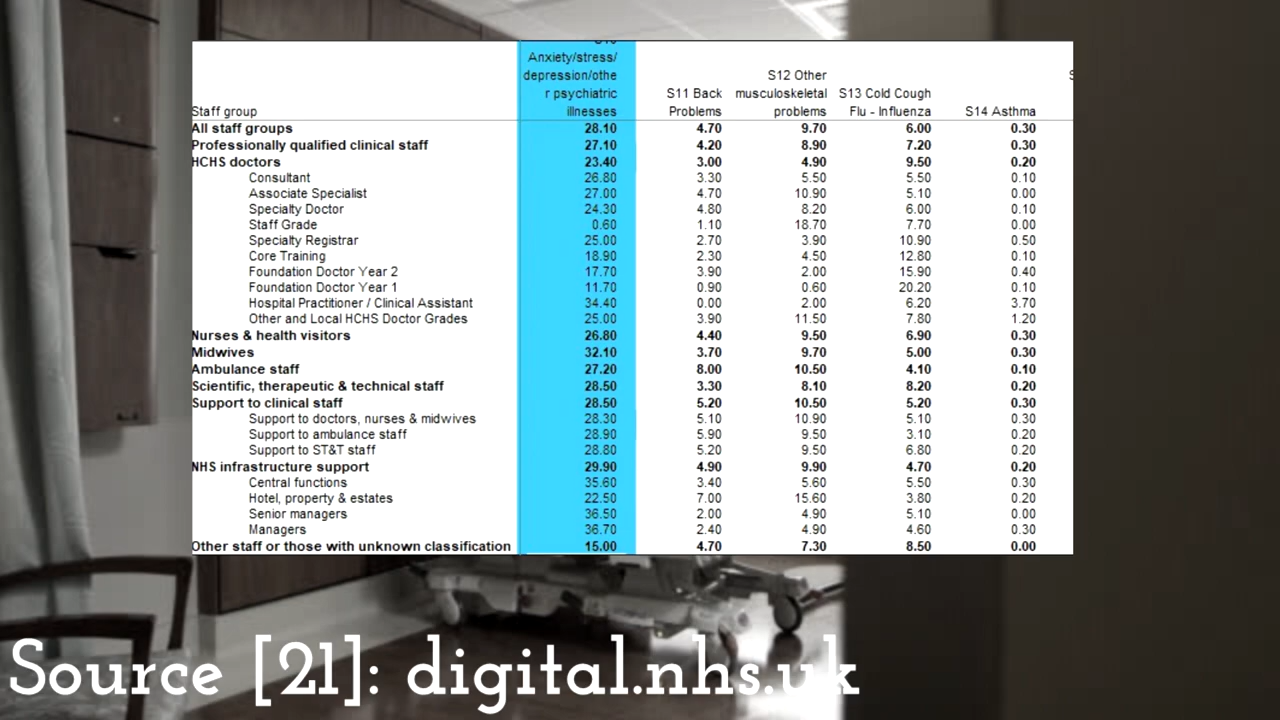 Anxiety/stress/
depression/othe
r psychiatric
illnesses
S11 Back
Problems
S12 Other
musculoskeletal
problems
S13 Cold Cough
Flu - Influenza
S14 Asthma
Staff group
All staff groups 28.10 4.70 9.70 6.00 0.30
Professionally qualified clinical staff 27.10 4.20 8.90 7.20 0.30
HCHS doctors 23.40 3.00 4.90 9.50 0.20
Consultant 26.80 3.30 5.50 5.50 0.10
Associate Specialist 27.00 4.70 10.90 5.10 0.00
Specialty Doctor 24.30 4.80 8.20 6.00 0.10
Staff Grade 0.60 1.10 18.70 7.70 0.00
Specialty Registrar 25.00 2.70 3.90 10.90 0.50
Core Training 18.90 2.30 4.50 12.80 0.10
Foundation Doctor Year 2 17.70 3.90 2.00 15.90 0.40
Foundation Doctor Year 1 11.70 0.90 0.60 20.20 0.10
Hospital Practitioner / Clinical Assistant 34.40 0.00 2.00 6.20 3.70
Other and Local HCHS Doctor Grades 25.00 3.90 11.50 7.80 1.20
Nurses & health visitors 26.80 4.40 9.50 6.90 0.30
Midwives 32.10 3.70 9.70 5.00 0.30
Ambulance staff 27.20 8.00 10.50 4.10 0.10
Scientific, therapeutic & technical staff 28.50 3.30 8.10 8.20 0.20
Support to clinical staff 28.50 5.20 10.50 5.20 0.30
Support to doctors, nurses & midwives 28.30 5.10 10.90 5.10 0.30
Support to ambulance staff 28.90 5.90 9.50 3.10 0.20
Support to ST&T staff 28.80 5.20 9.50 6.80 0.20
NHS infrastructure support 29.90 4.90 9.90 4.70 0.20
Central functions 35.60 3.40 5.60 5.50 0.30
Hotel, property & estates 22.50 7.00 15.60 3.80 0.20
Senior managers 36.50 2.00 4.90 5.10 0.00
Managers 36.70 2.40 4.90 4.60 0.30
Other staff or those with unknown classification 15.00 4.70 7.30 8.50 0.00
Source [21]: digital.nhs.uk